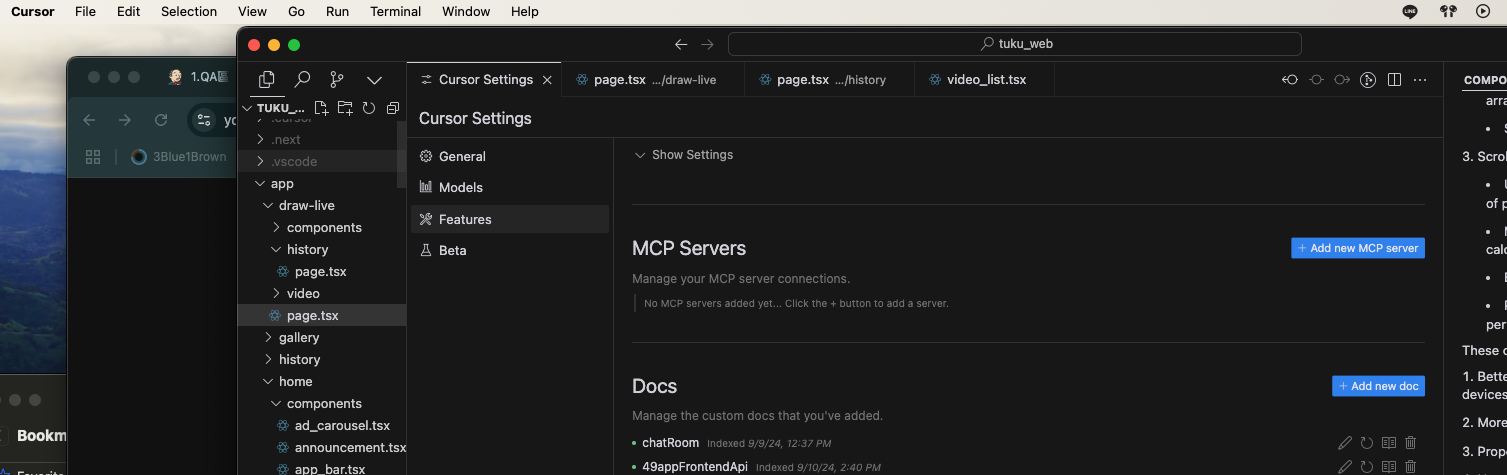 Cursor File Edit Selection View Go Run Terminal Window Help LINE
tuku_web
1.QA
Cursor Settings page.tsx .../draw-live page.tsx .../history video_list.tsx
COMPO
TUKU_...
.cursor
.next
.vscode
app
draw-live
components
history
page.tsx
video
page.tsx
gallery
history
home
components
ad_carousel.tsx
announcement.tsx
app_bar.tsx
yo
3Blue1Brown
Bookm
Favorite
Cursor Settings
General
Models
Features
Beta
Show Settings
MCP Servers
+ Add new MCP server
Manage your MCP server connections.
No MCP servers added yet... Click the + button to add a server.
Docs
+ Add new doc
Manage the custom docs that you've added.
• chatRoom Indexed 9/9/24, 12:37 PM
• 49appFrontendApi Indexed 9/10/24, 2:40 PM
arra
• S
3. Scrol
of p
calc
per
These c
1. Bette
devices
2. More
3. Prop